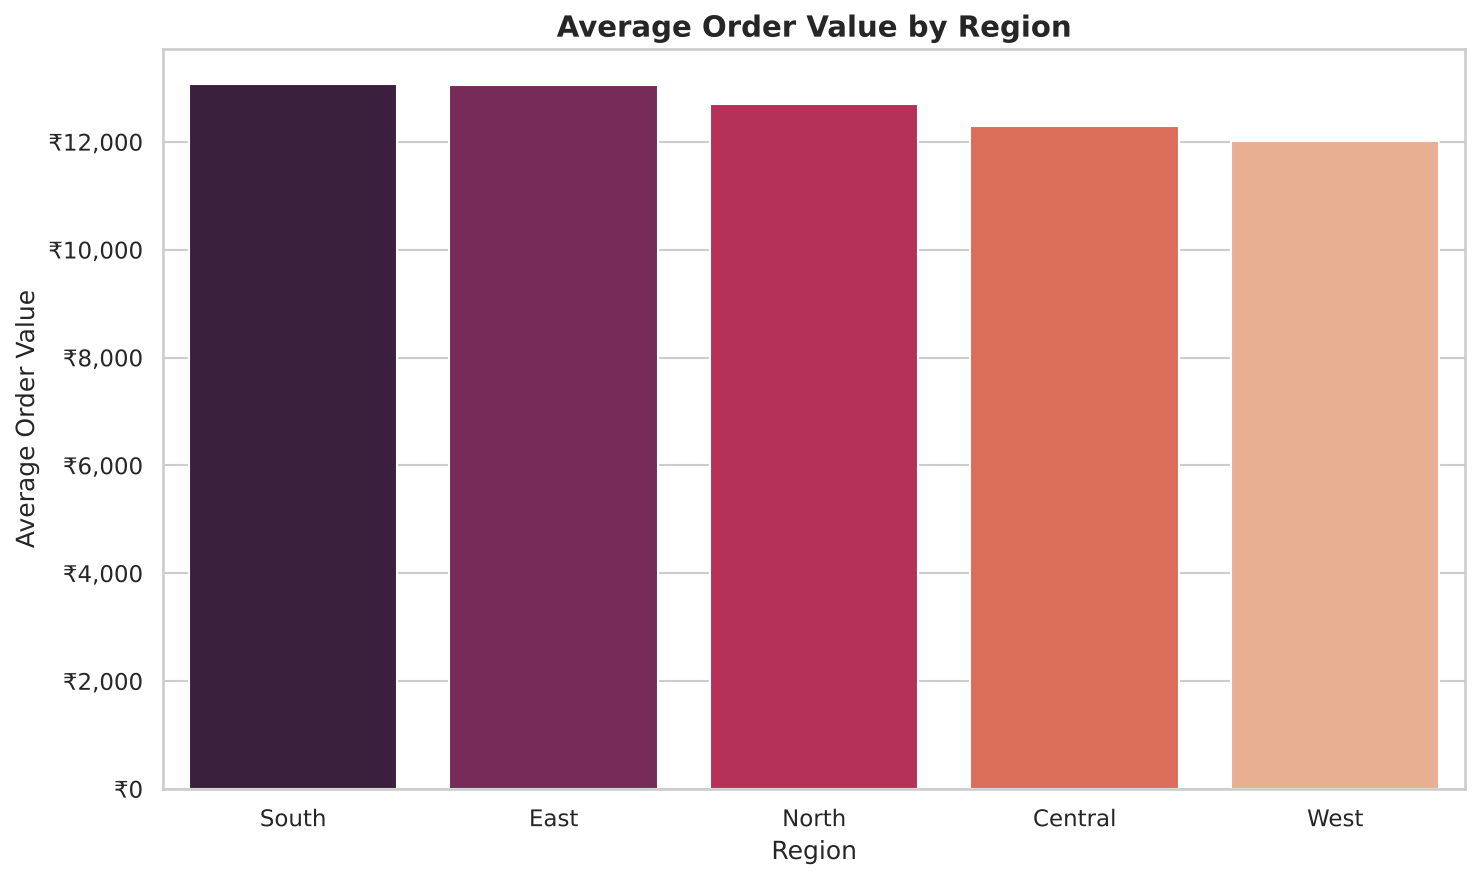 Average Order Value by Region
₹12,000
₹10,000
₹8,000
₹6,000
₹4,000
₹2,000
₹0
Average Order Value
South East North Central West
Region